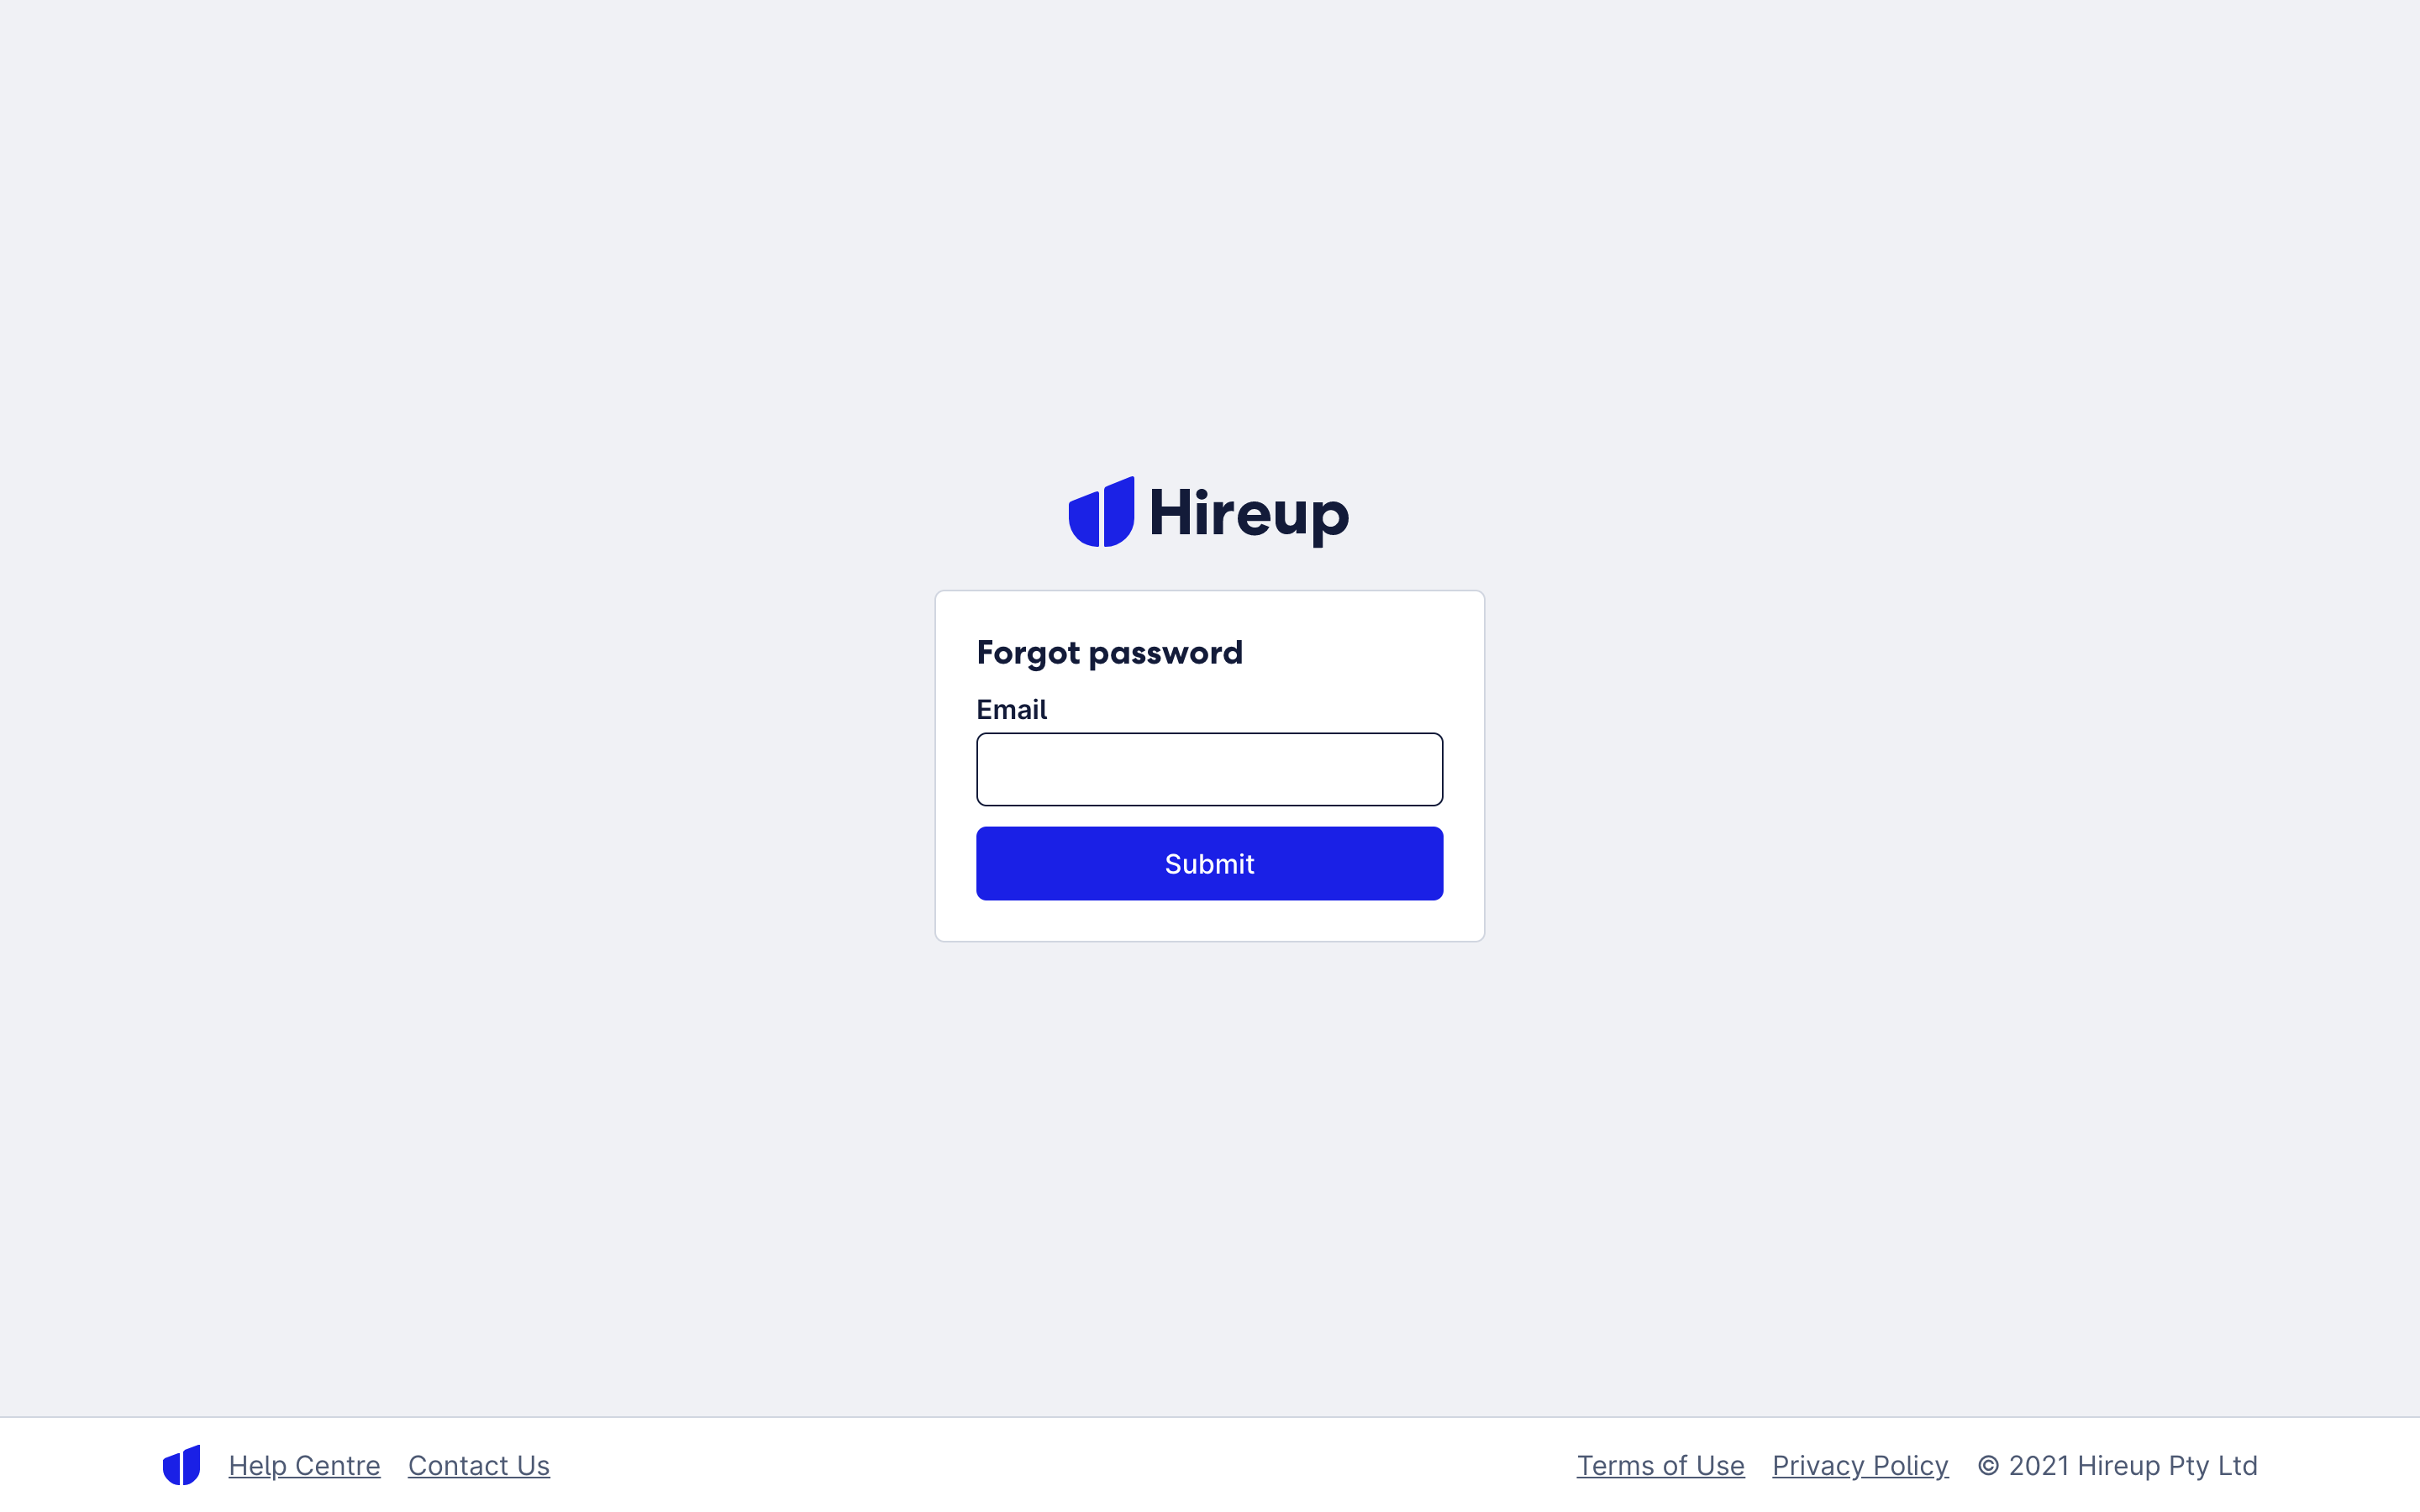 Hireup
Forgot password
Email
Submit
Help Centre Contact Us Terms of Use Privacy Policy © 2021 Hireup Pty Ltd